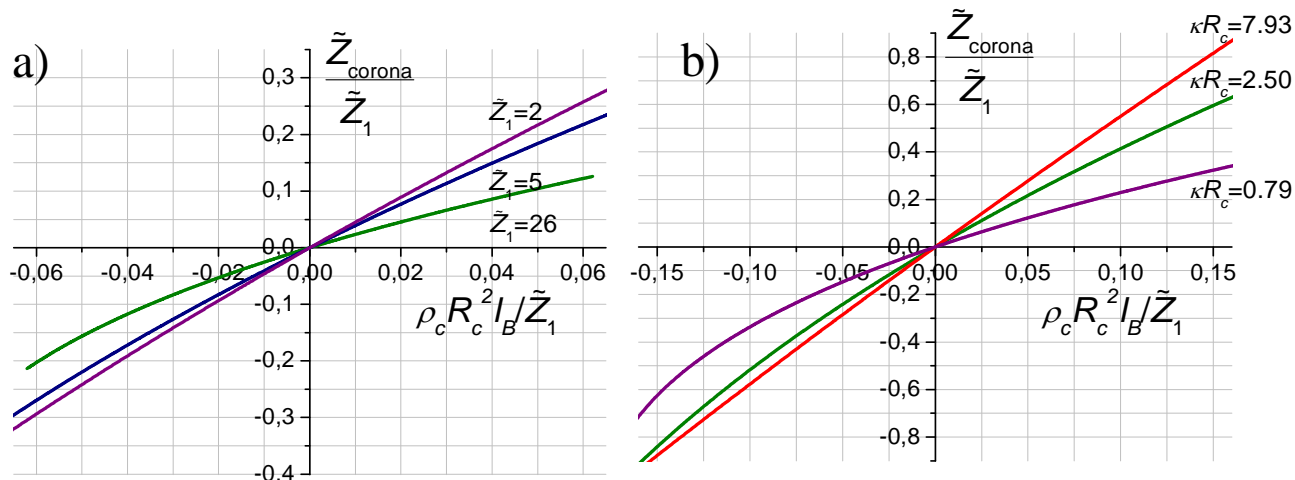 a)
Z̃corona
Z̃1
0,3
0,2
0,1
0,0
-0,1
-0,2
-0,3
-0,4
-0,06
-0,04
-0,02
0,00
0,02
0,04
0,06
Z̃1=2
Z̃1=5
Z̃1=26
ρcRc²lB/Z̃1
b)
Z̃corona
Z̃1
0,8
0,6
0,4
0,2
0,0
-0,2
-0,4
-0,6
-0,8
-0,15
-0,10
-0,05
0,00
0,05
0,10
0,15
κRc=7.93
κRc=2.50
κRc=0.79
ρcRc²lB/Z̃1